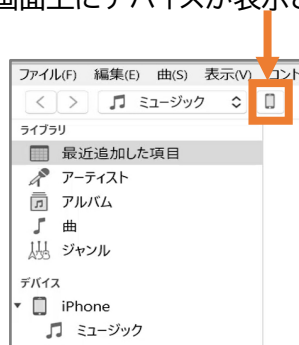 画面上にデバイスが表示さ
ファイル(F) 編集(E) 曲(S) 表示(V) コント
ミュージック
ライブラリ
最近追加した項目
アーティスト
アルバム
曲
ジャンル
デバイス
iPhone
ミュージック